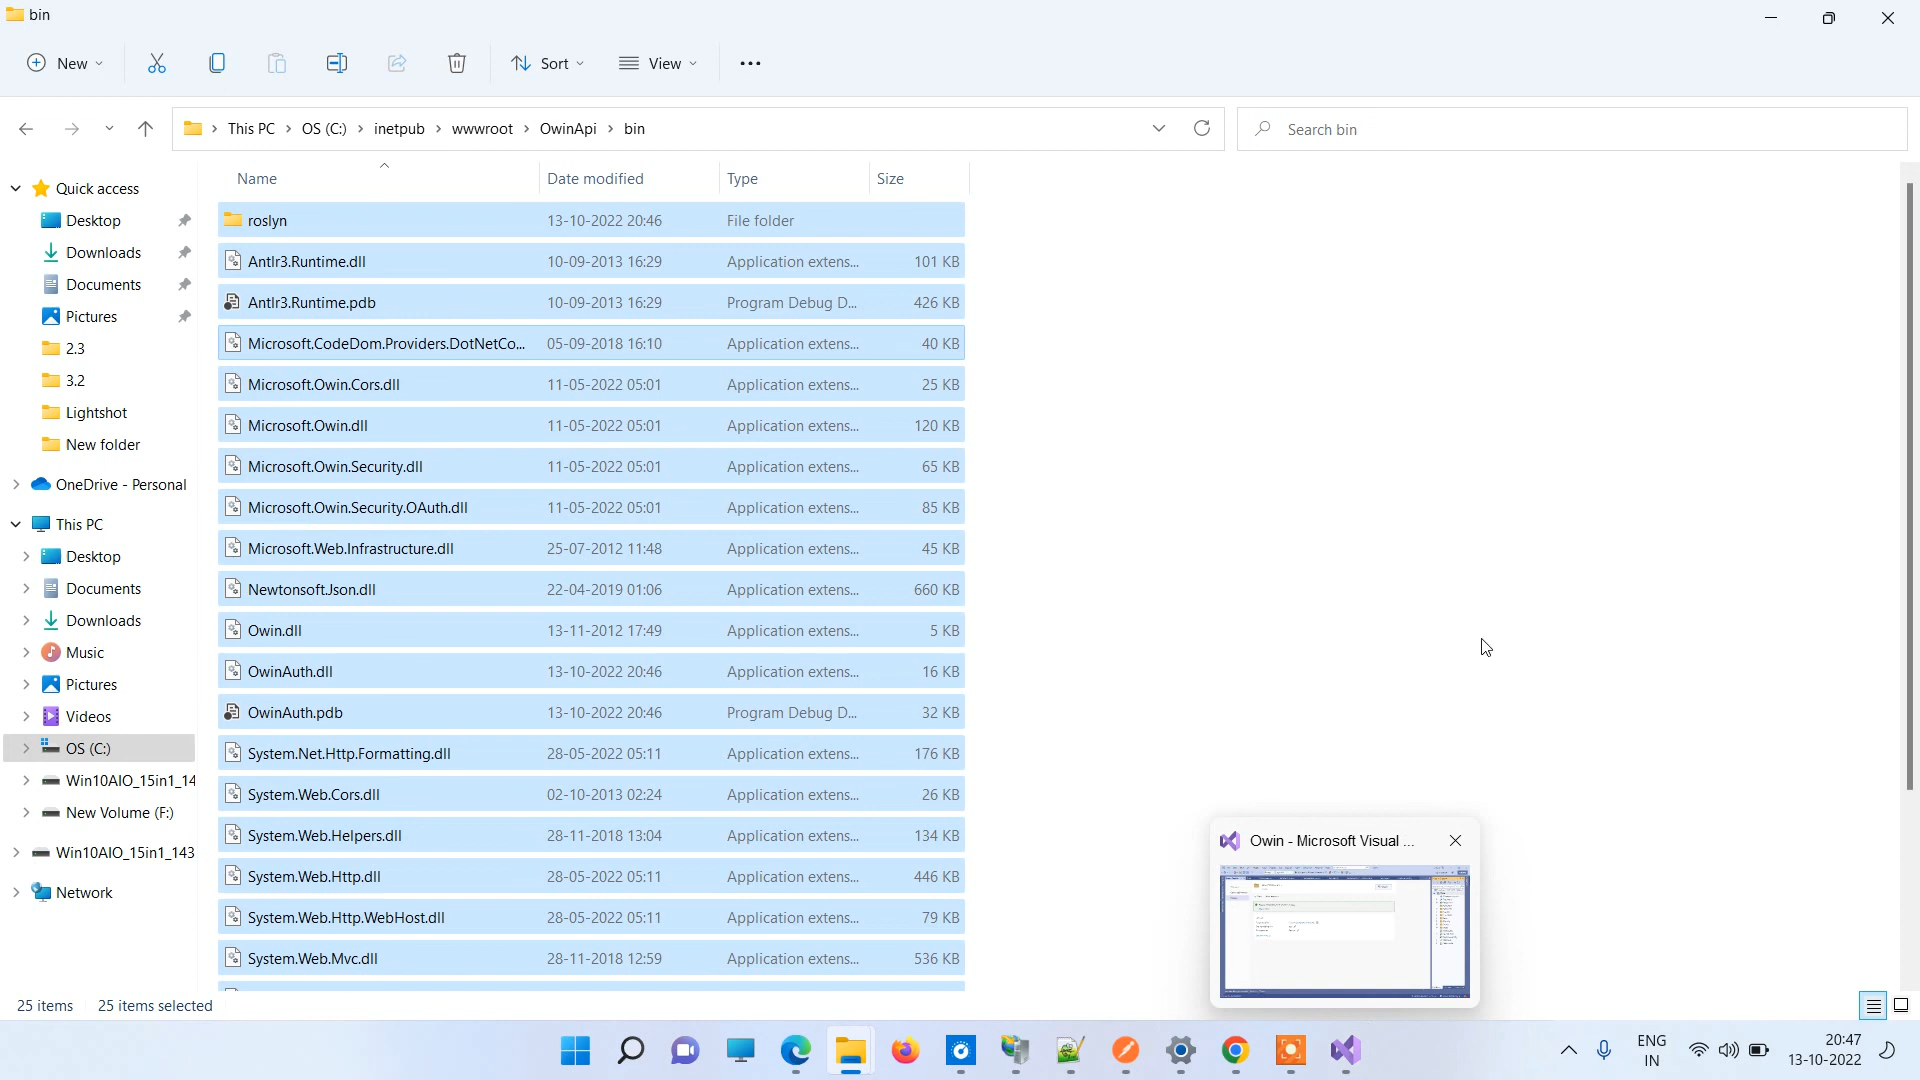 bin
New
Sort
View
This PC
OS (C:)
inetpub
wwwroot
OwinApi
bin
Search bin
Name
Date modified
Type
Size
Quick access
Desktop
Downloads
Documents
Pictures
2.3
3.2
Lightshot
New folder
OneDrive - Personal
This PC
Desktop
Documents
Downloads
Music
Pictures
Videos
OS (C:)
Win10AIO_15in1_14
New Volume (F:)
Win10AIO_15in1_143
Network
roslyn 13-10-2022 20:46 File folder
Antlr3.Runtime.dll 10-09-2013 16:29 Application extens... 101 KB
Antlr3.Runtime.pdb 10-09-2013 16:29 Program Debug D... 426 KB
Microsoft.CodeDom.Providers.DotNetCo... 05-09-2018 16:10 Application extens... 40 KB
Microsoft.Owin.Cors.dll 11-05-2022 05:01 Application extens... 25 KB
Microsoft.Owin.dll 11-05-2022 05:01 Application extens... 120 KB
Microsoft.Owin.Security.dll 11-05-2022 05:01 Application extens... 65 KB
Microsoft.Owin.Security.OAuth.dll 11-05-2022 05:01 Application extens... 85 KB
Microsoft.Web.Infrastructure.dll 25-07-2012 11:48 Application extens... 45 KB
Newtonsoft.Json.dll 22-04-2019 01:06 Application extens... 660 KB
Owin.dll 13-11-2012 17:49 Application extens... 5 KB
OwinAuth.dll 13-10-2022 20:46 Application extens... 16 KB
OwinAuth.pdb 13-10-2022 20:46 Program Debug D... 32 KB
System.Net.Http.Formatting.dll 28-05-2022 05:11 Application extens... 176 KB
System.Web.Cors.dll 02-10-2013 02:24 Application extens... 26 KB
System.Web.Helpers.dll 28-11-2018 13:04 Application extens... 134 KB
System.Web.Http.dll 28-05-2022 05:11 Application extens... 446 KB
System.Web.Http.WebHost.dll 28-05-2022 05:11 Application extens... 79 KB
System.Web.Mvc.dll 28-11-2018 12:59 Application extens... 536 KB
Owin - Microsoft Visual ...
25 items 25 items selected
ENG
IN
20:47
13-10-2022